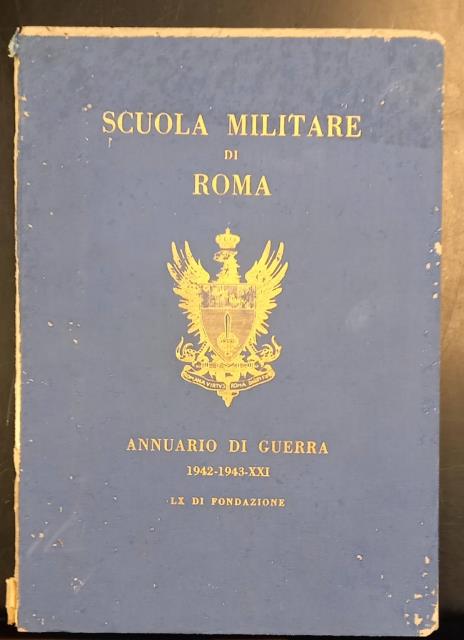 SCUOLA MILITARE
DI
ROMA
ANNUARIO DI GUERRA
1942-1943-XXI
LX DI FONDAZIONE